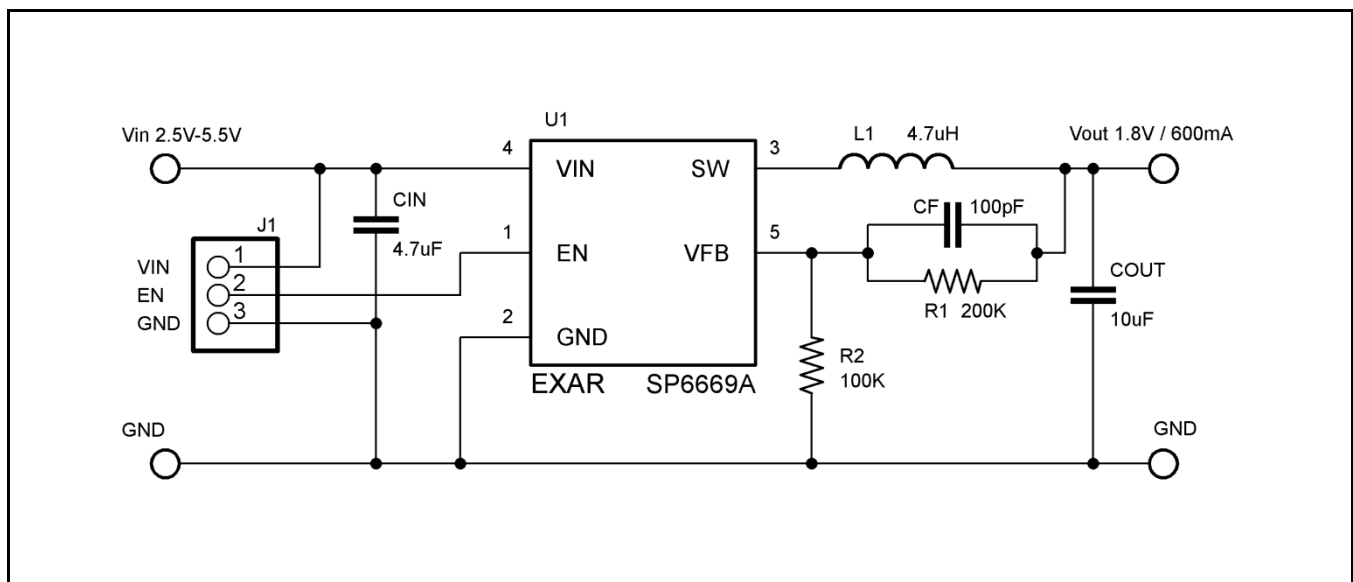 U1
Vin 2.5V-5.5V
L1 4.7uH
Vout 1.8V / 600mA
4
VIN
SW
3
CIN
4.7uF
CF 100pF
J1
1
EN
VFB
5
VIN 1
EN 2
GND 3
R1 200K
COUT
10uF
2
GND
R2
100K
EXAR SP6669A
GND
GND